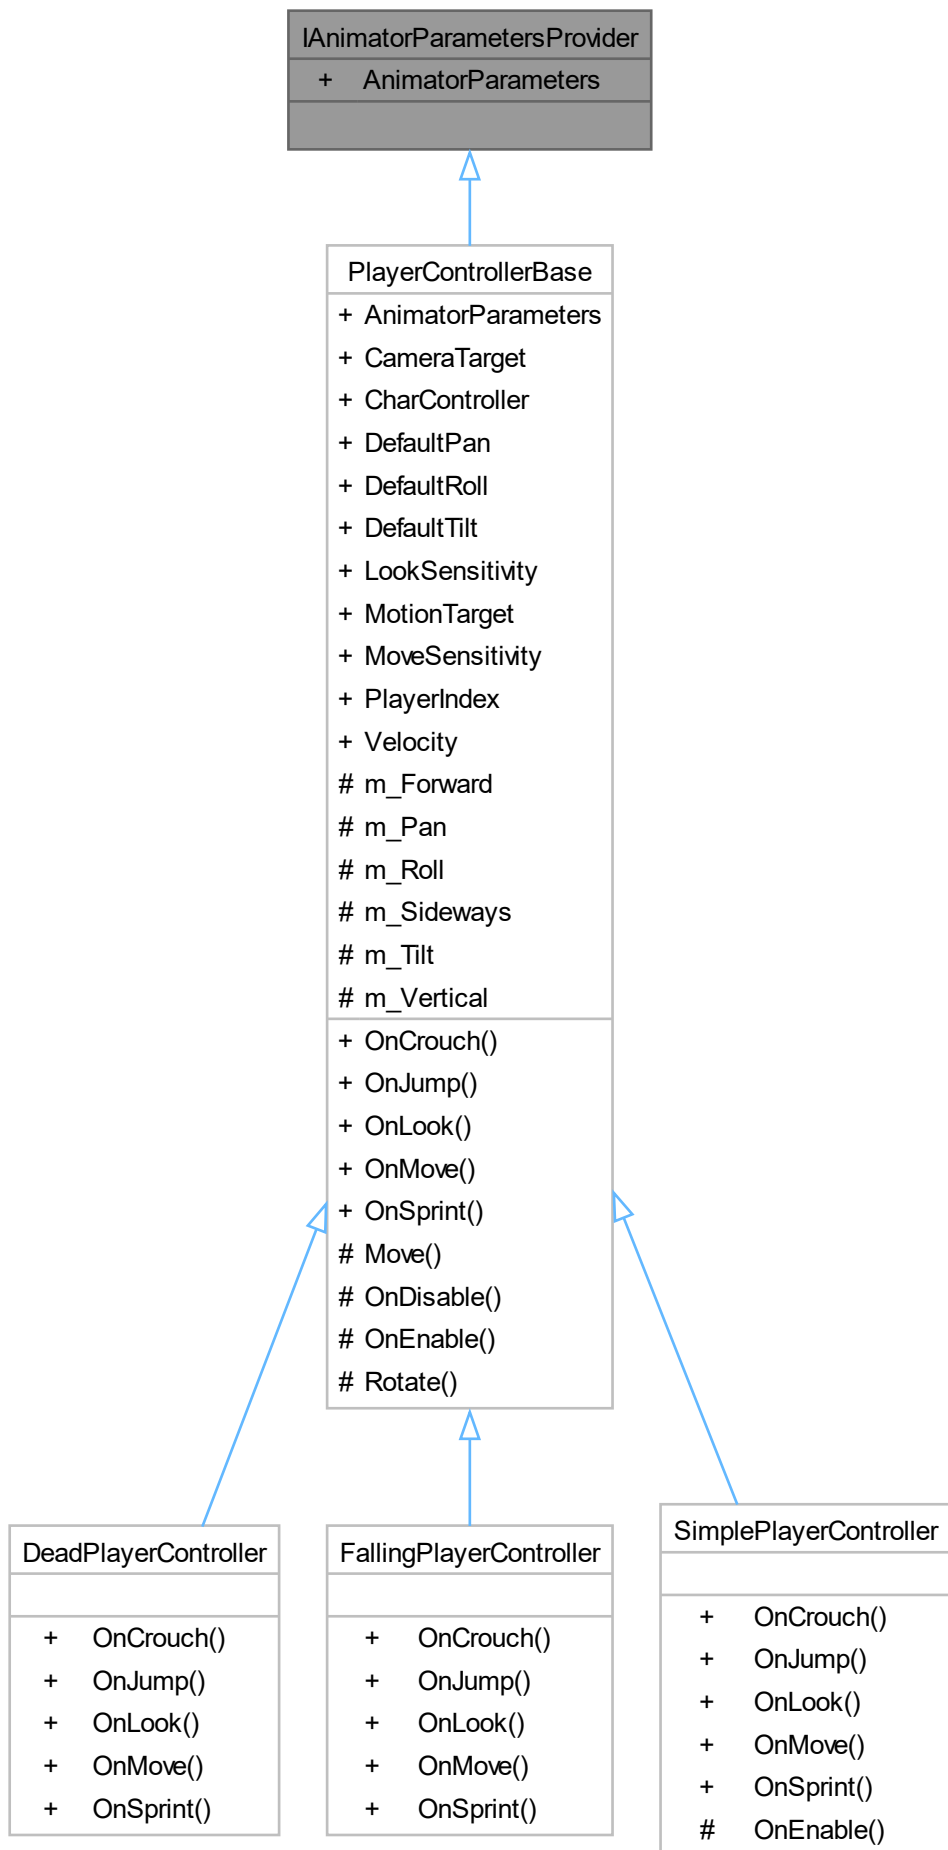 IAnimatorParametersProvider
+ AnimatorParameters
PlayerControllerBase
+ AnimatorParameters
+ CameraTarget
+ CharController
+ DefaultPan
+ DefaultRoll
+ DefaultTilt
+ LookSensitivity
+ MotionTarget
+ MoveSensitivity
+ PlayerIndex
+ Velocity
# m_Forward
# m_Pan
# m_Roll
# m_Sideways
# m_Tilt
# m_Vertical
+ OnCrouch()
+ OnJump()
+ OnLook()
+ OnMove()
+ OnSprint()
# Move()
# OnDisable()
# OnEnable()
# Rotate()
DeadPlayerController
+ OnCrouch()
+ OnJump()
+ OnLook()
+ OnMove()
+ OnSprint()
FallingPlayerController
+ OnCrouch()
+ OnJump()
+ OnLook()
+ OnMove()
+ OnSprint()
SimplePlayerController
+ OnCrouch()
+ OnJump()
+ OnLook()
+ OnMove()
+ OnSprint()
# OnEnable()